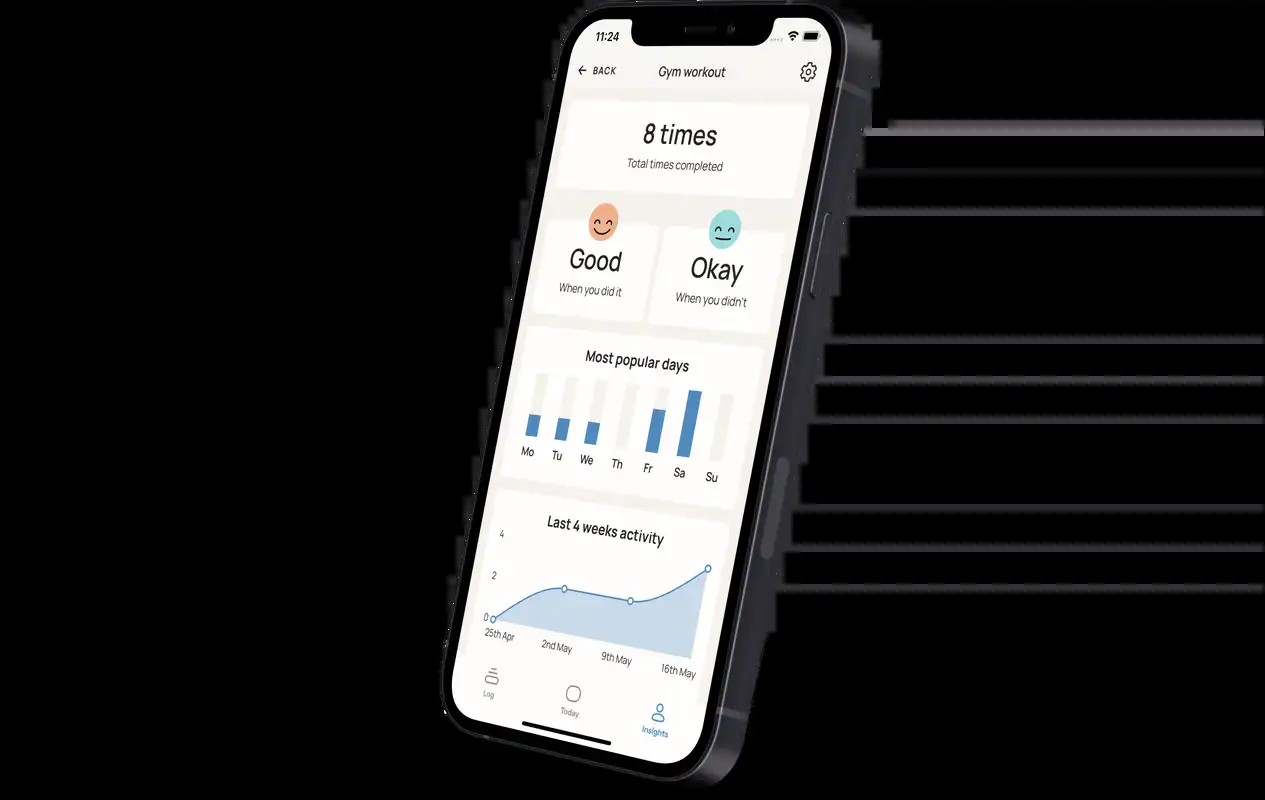 11:24
BACK
Gym workout
8 times
Total times completed
Good
When you did it
Okay
When you didn't
Most popular days
Mo Tu We Th Fr Sa Su
Last 4 weeks activity
4
2
0
25th Apr 2nd May 9th May 16th May
Log
Today
Insights